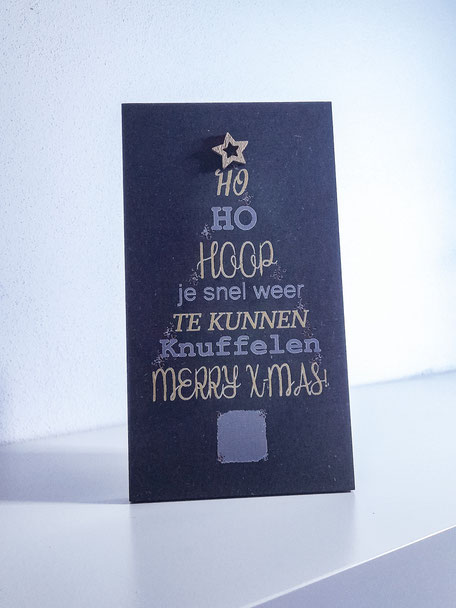 HO
HO
HOOP
je snel weer
TE KUNNEN
Knuffelen
MERRY X-MAS!